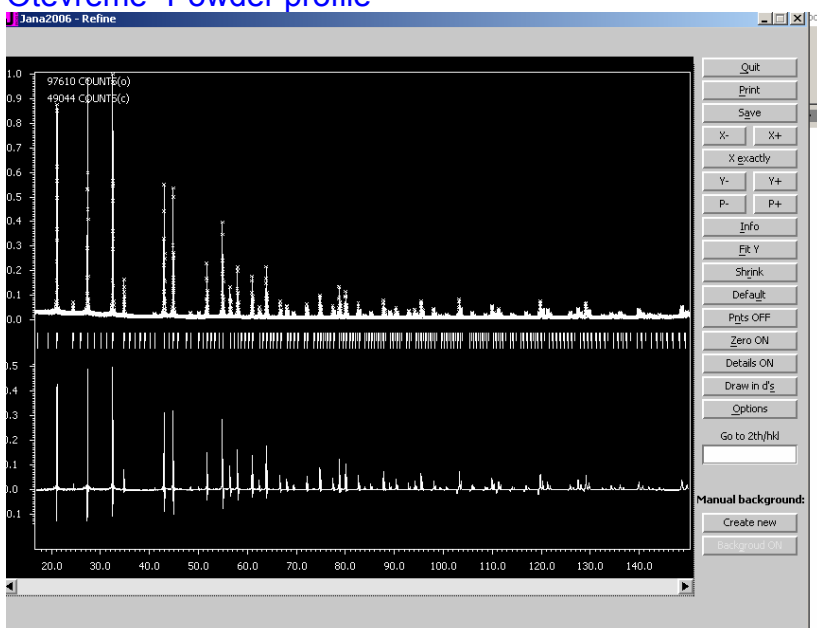 Otevřeme "Powder profile"
Jana2006 - Refine
97610 COUNTS(o)
49044 COUNTS(c)
1.0
0.9
0.8
0.7
0.6
0.5
0.4
0.3
0.2
0.1
0.0
0.5
0.4
0.3
0.2
0.1
0.0
0.1
20.0 30.0 40.0 50.0 60.0 70.0 80.0 90.0 100.0 110.0 120.0 130.0 140.0
Quit
Print
Save
X- X+
X exactly
Y- Y+
P- P+
Info
Fit Y
Shrink
Default
Pnts OFF
Zero ON
Details ON
Draw in d's
Options
Go to 2th/hkl
Manual background:
Create new
Backgroud ON